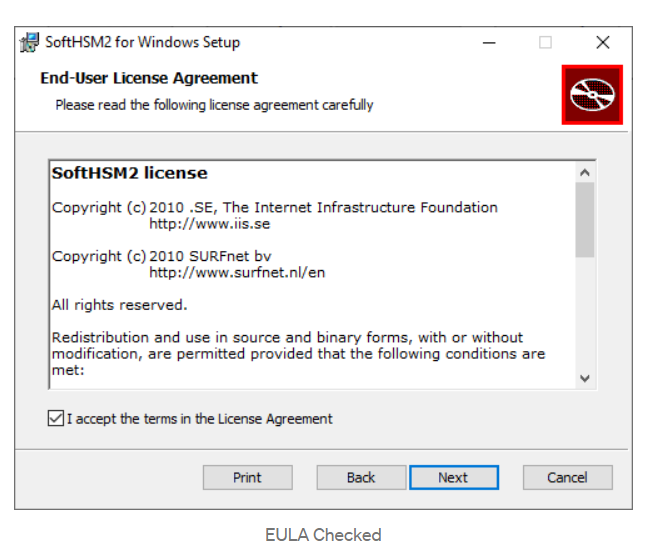 SoftHSM2 for Windows Setup
End-User License Agreement
Please read the following license agreement carefully
SoftHSM2 license
Copyright (c) 2010 .SE, The Internet Infrastructure Foundation
http://www.iis.se
Copyright (c) 2010 SURFnet bv
http://www.surfnet.nl/en
All rights reserved.
Redistribution and use in source and binary forms, with or without
modification, are permitted provided that the following conditions are
met:
I accept the terms in the License Agreement
Print Back Next Cancel
EULA Checked